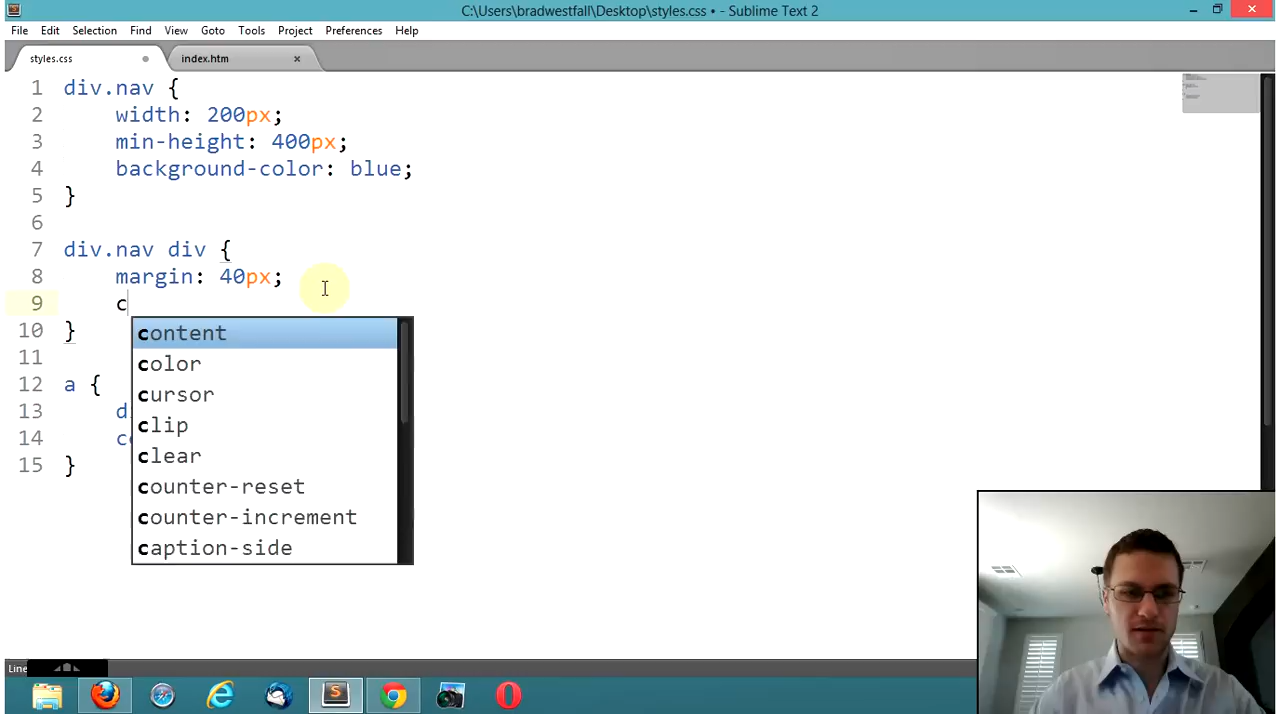 C:\Users\bradwestfall\Desktop\styles.css • - Sublime Text 2
File Edit Selection Find View Goto Tools Project Preferences Help
styles.css index.htm
1 div.nav {
2 width: 200px;
3 min-height: 400px;
4 background-color: blue;
5 }
6
7 div.nav div {
8 margin: 40px;
9 c
10 }
content
11
color
12 a {
cursor
13 d
clip
14 co
clear
15 }
counter-reset
counter-increment
caption-side
Line